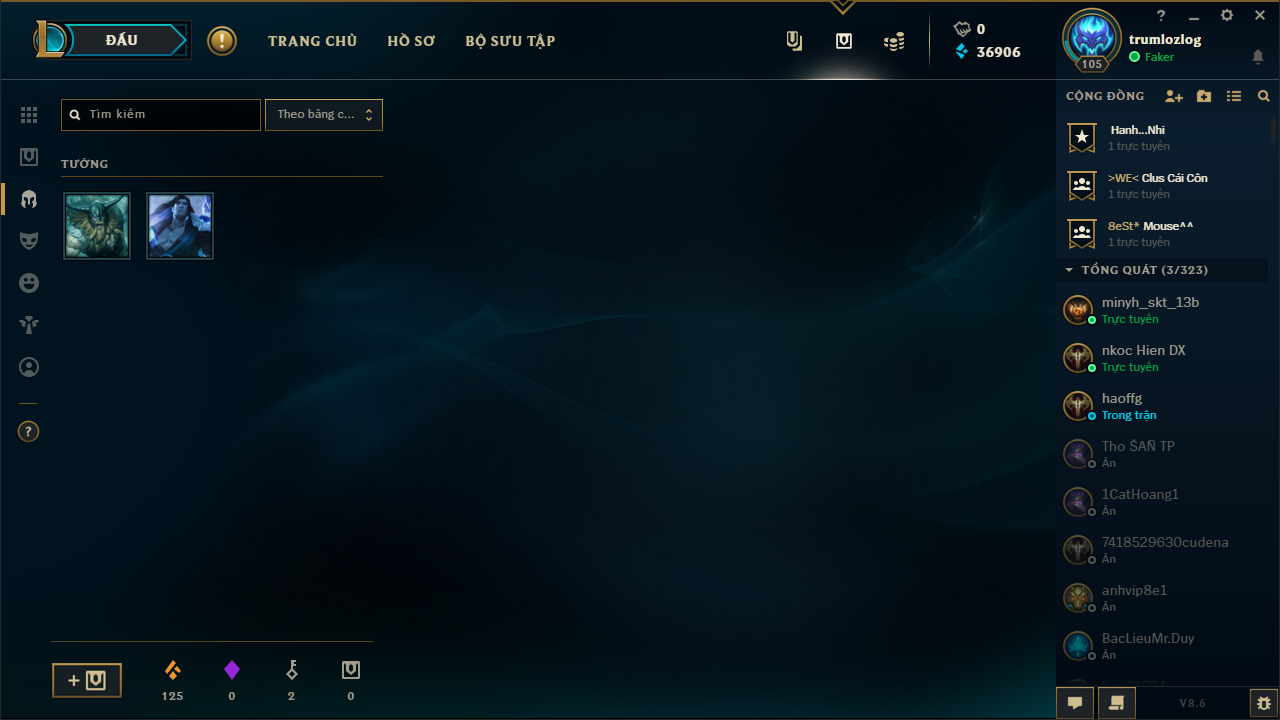 ĐẤU
!
TRANG CHỦ
HỒ SƠ
BỘ SƯU TẬP
0
36906
105
trumlozlog
Faker
?
CỘNG ĐỒNG
Tìm kiếm
Theo bảng c...
Hanh...Nhi
1 trực tuyến
>WE< Clus Cái Côn
1 trực tuyến
8eSt* Mouse^^
1 trực tuyến
TƯỚNG
TỔNG QUÁT (3/323)
minyh_skt_13b
Trực tuyến
nkoc Hien DX
Trực tuyến
haoffg
Trong trận
Tho ŠAÑ TP
Ẩn
1CatHoang1
Ẩn
7418529630cudena
Ẩn
anhvip8e1
Ẩn
BacLieuMr.Duy
Ẩn
?
+
125
0
2
0
V8.6